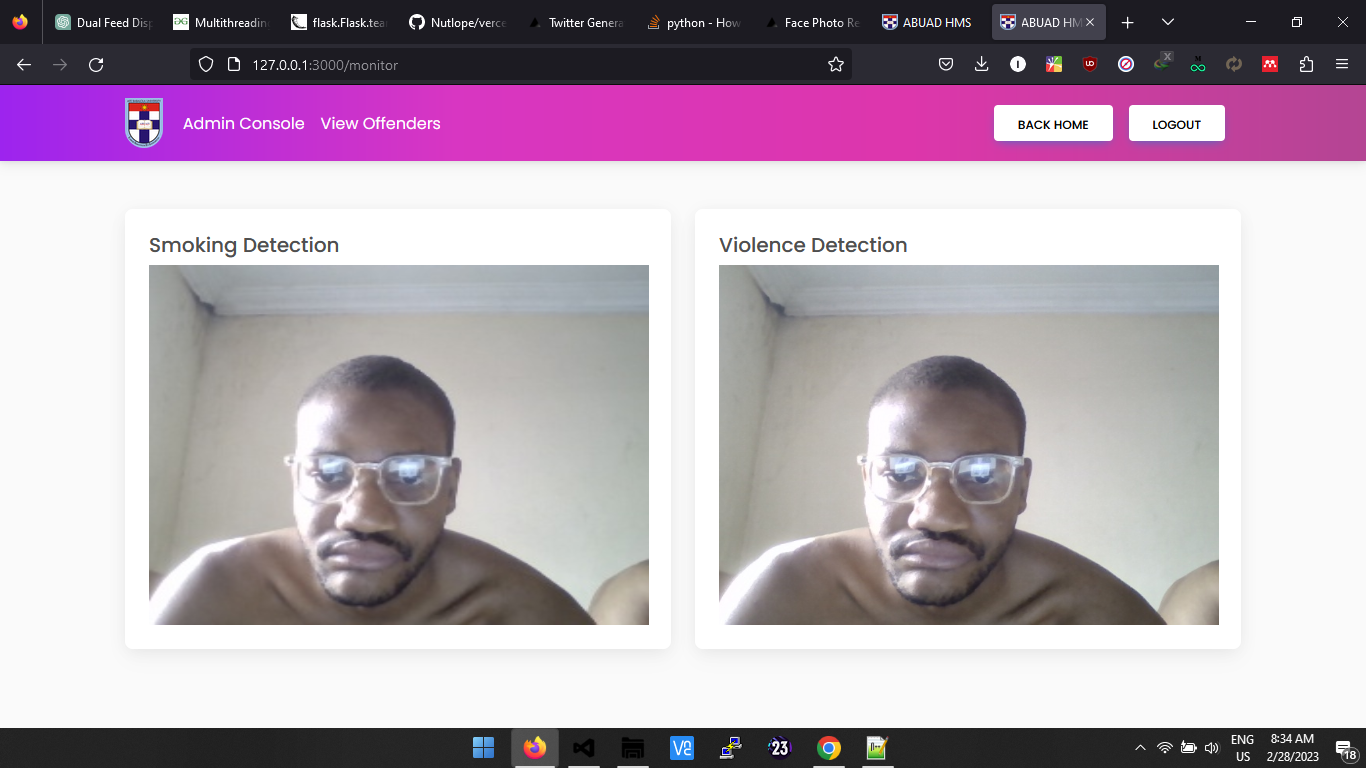 Dual Feed Disp
Multithreading
flask.Flask.tea
Nutlope/verce
Twitter Genera
python - How
Face Photo Re
ABUAD HMS
ABUAD HM
127.0.0.1:3000/monitor
Admin Console
View Offenders
BACK HOME
LOGOUT
Smoking Detection
Violence Detection
23
ENG
US
8:34 AM
2/28/2023
18